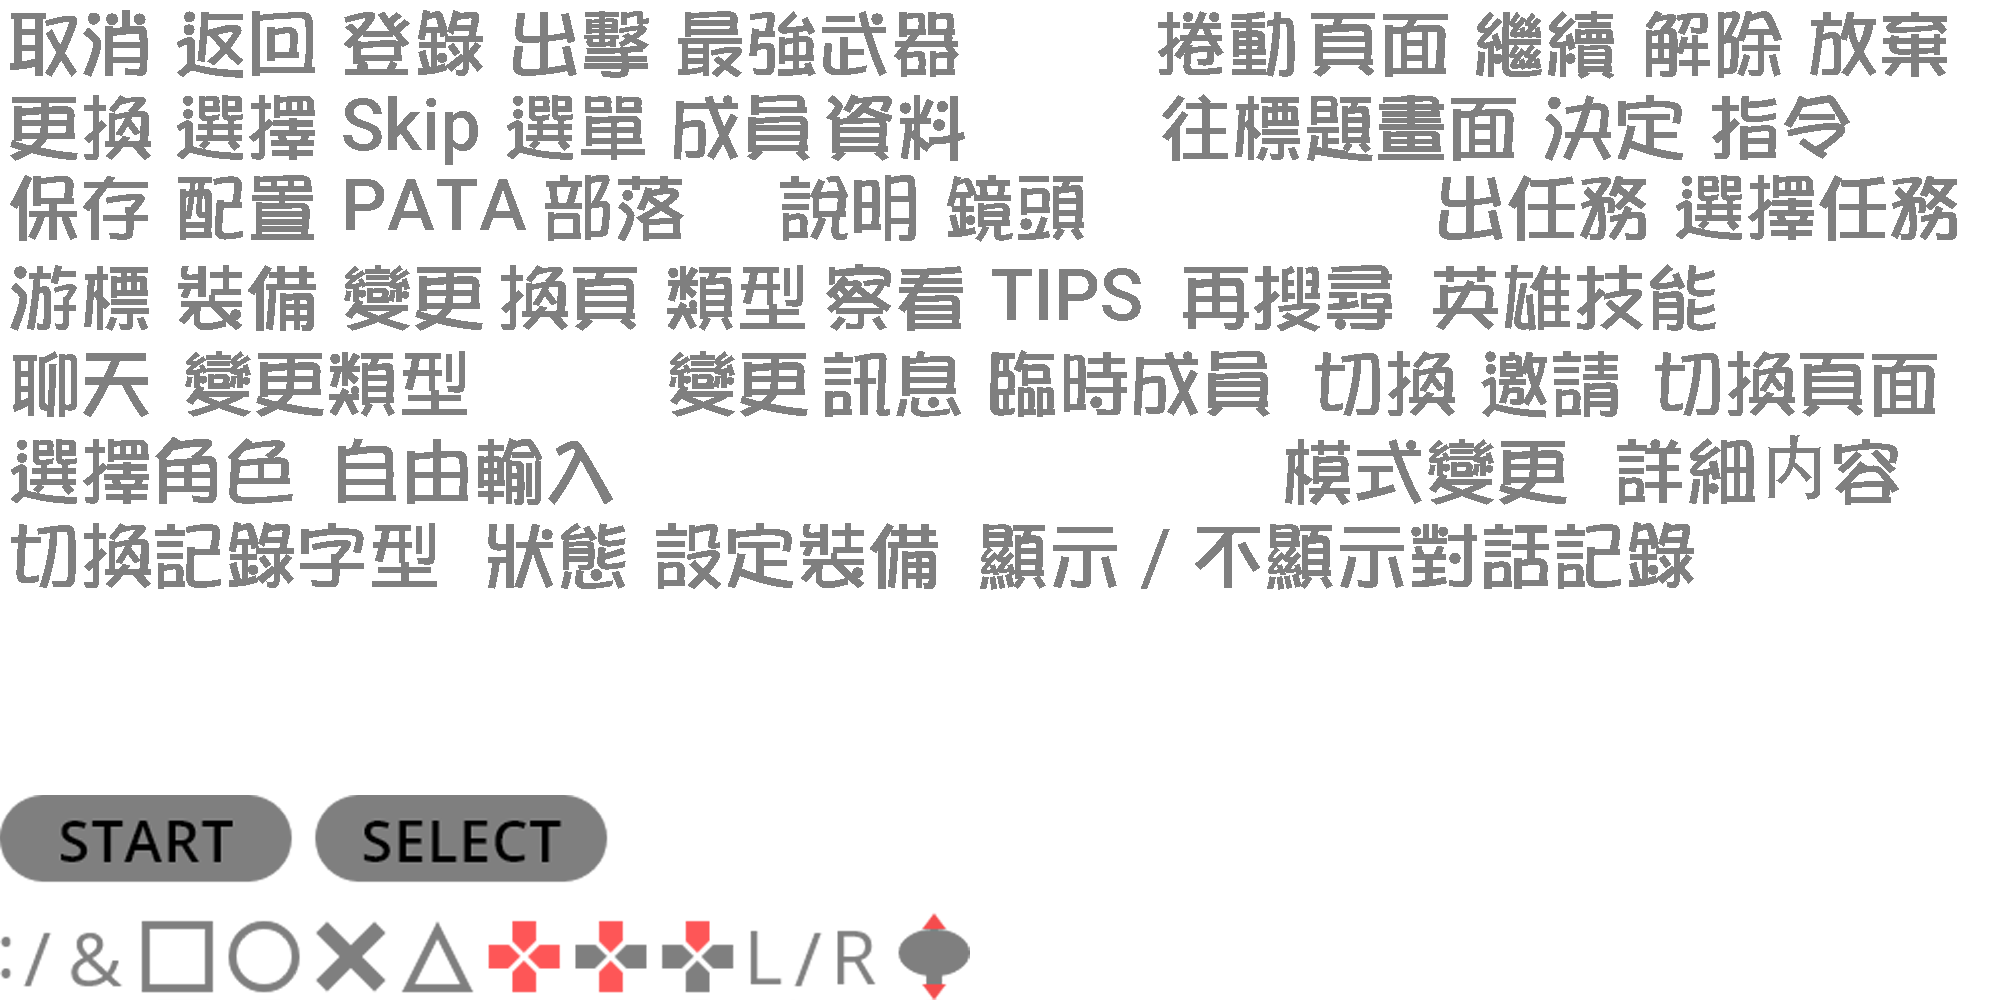 取消 返回 登錄 出擊 最強武器 捲動頁面 繼續 解除 放棄
更換 選擇 Skip 選單 成員資料 往標題畫面 決定 指令
保存 配置 PATA部落 說明 鏡頭 出任務 選擇任務
游標 裝備 變更 換頁 類型 察看 TIPS 再搜尋 英雄技能
聊天 變更類型 變更訊息 臨時成員 切換 邀請 切換頁面
選擇角色 自由輸入 模式變更 詳細內容
切換記錄字型 狀態 設定裝備 顯示 / 不顯示對話記錄
START SELECT
: / & □ ○ ✕ △ L / R